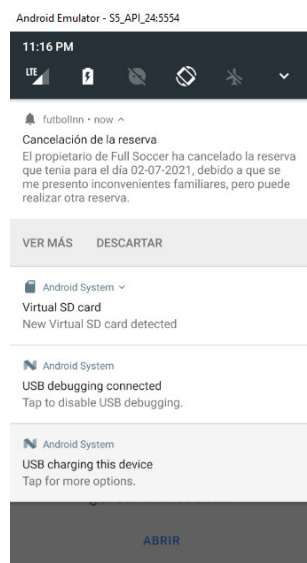 Android Emulator - S5_API_24:5554
11:16 PM
LTE
futbolInn • now
Cancelación de la reserva
El propietario de Full Soccer ha cancelado la reserva
que tenia para el día 02-07-2021, debido a que se
me presento inconvenientes familiares, pero puede
realizar otra reserva.
VER MÁS DESCARTAR
Android System
Virtual SD card
New Virtual SD card detected
Android System
USB debugging connected
Tap to disable USB debugging.
Android System
USB charging this device
Tap for more options.
ABRIR